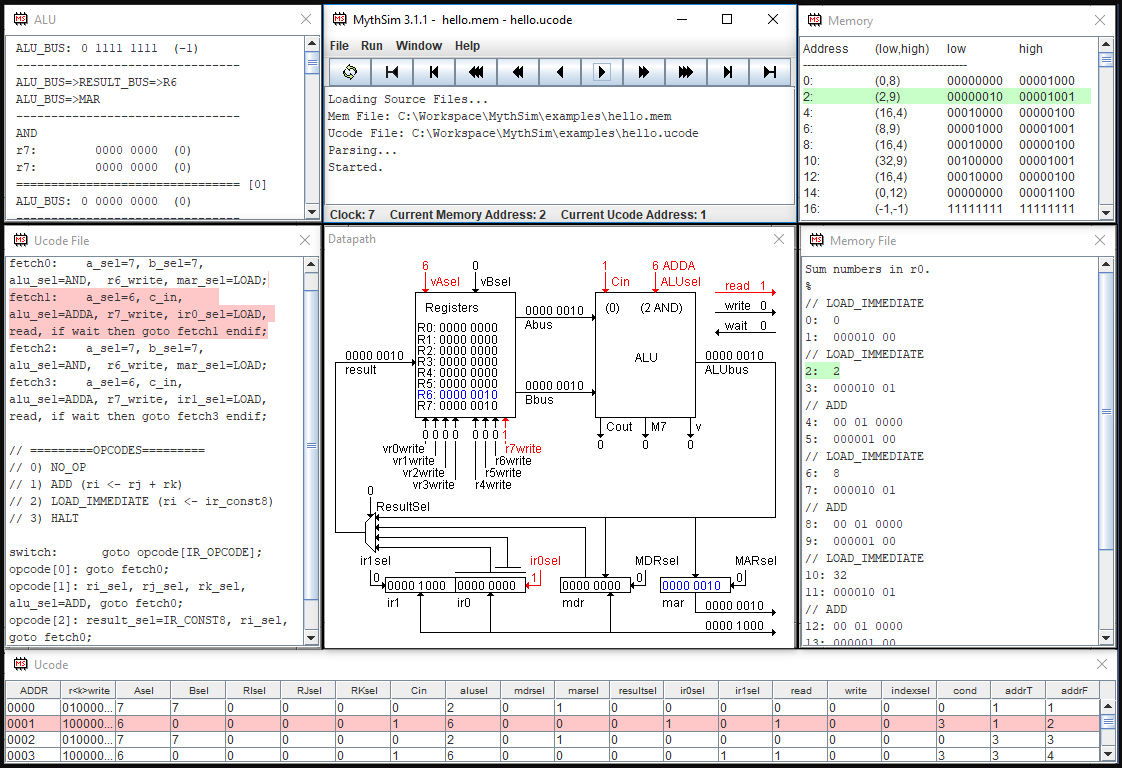 ALU
ALU_BUS: 0 1111 1111 (-1)
--------------------------------
ALU_BUS=>RESULT_BUS=>R6
ALU_BUS=>MAR
--------------------------------
AND
r7: 0000 0000 (0)
r7: 0000 0000 (0)
================================ [0]
ALU_BUS: 0 0000 0000 (0)
--------------------------------
MythSim 3.1.1 - hello.mem - hello.ucode
File Run Window Help
Loading Source Files...
Mem File: C:\Workspace\MythSim\examples\hello.mem
Ucode File: C:\Workspace\MythSim\examples\hello.ucode
Parsing...
Started.
Clock: 7 Current Memory Address: 2 Current Ucode Address: 1
Memory
Address (low,high) low high
0: (0,8) 00000000 00001000
2: (2,9) 00000010 00001001
4: (16,4) 00010000 00000100
6: (8,9) 00001000 00001001
8: (16,4) 00010000 00000100
10: (32,9) 00100000 00001001
12: (16,4) 00010000 00000100
14: (0,12) 00000000 00001100
16: (-1,-1) 11111111 11111111
Ucode File
fetch0: a_sel=7, b_sel=7,
alu_sel=AND, r6_write, mar_sel=LOAD;
fetch1: a_sel=6, c_in,
alu_sel=ADDA, r7_write, ir0_sel=LOAD,
read, if wait then goto fetch1 endif;
fetch2: a_sel=7, b_sel=7,
alu_sel=AND, r6_write, mar_sel=LOAD;
fetch3: a_sel=6, c_in,
alu_sel=ADDA, r7_write, ir1_sel=LOAD,
read, if wait then goto fetch3 endif;
// ==========OPCODES==========
// 0) NO_OP
// 1) ADD (ri <- rj + rk)
// 2) LOAD_IMMEDIATE (ri <- ir_const8)
// 3) HALT
switch: goto opcode[IR_OPCODE];
opcode[0]: goto fetch0;
opcode[1]: ri_sel, rj_sel, rk_sel,
alu_sel=ADD, goto fetch0;
opcode[2]: result_sel=IR_CONST8, ri_sel,
goto fetch0;
Datapath
6 0 1 6 ADDA
vAsel vBsel Cin ALUsel
read 1
write 0
wait 0
Registers
R0: 0000 0000
R1: 0000 0000
R2: 0000 0000
R3: 0000 0000
R4: 0000 0000
R5: 0000 0000
R6: 0000 0010
R7: 0000 0010
0000 0010
Abus
0000 0010
Bbus
(0) (2 AND)
ALU
0000 0010
result
0000 0010
ALUbus
Cout M7 v
0 0 0
0 0 0 0 0 0 0 1
vr0write r7write
vr1write r6write
vr2write r5write
vr3write r4write
0
ResultSel
ir1sel ir0sel MDRsel MARsel
0 1 0 0
0000 1000 0000 0000 0000 0000 0000 0010
ir1 ir0 mdr mar
0000 0010
0000 1000
Memory File
Sum numbers in r0.
%
// LOAD_IMMEDIATE
0: 0
1: 000010 00
// LOAD_IMMEDIATE
2: 2
3: 000010 01
// ADD
4: 00 01 0000
5: 000001 00
// LOAD_IMMEDIATE
6: 8
7: 000010 01
// ADD
8: 00 01 0000
9: 000001 00
// LOAD_IMMEDIATE
10: 32
11: 000010 01
// ADD
12: 00 01 0000
13: 000001 00
Ucode
ADDR r<k>write Asel Bsel RIsel RJsel RKsel Cin alusel mdrsel marsel resultsel ir0sel ir1sel read write indexsel cond addrT addrF
0000 010000... 7 7 0 0 0 0 2 0 1 0 0 0 0 0 0 0 1 1
0001 100000... 6 0 0 0 0 1 6 0 0 0 1 0 1 0 0 3 1 2
0002 010000... 7 7 0 0 0 0 2 0 1 0 0 0 0 0 0 0 3 3
0003 100000... 6 0 0 0 0 1 6 0 0 0 0 1 1 0 0 3 3 4